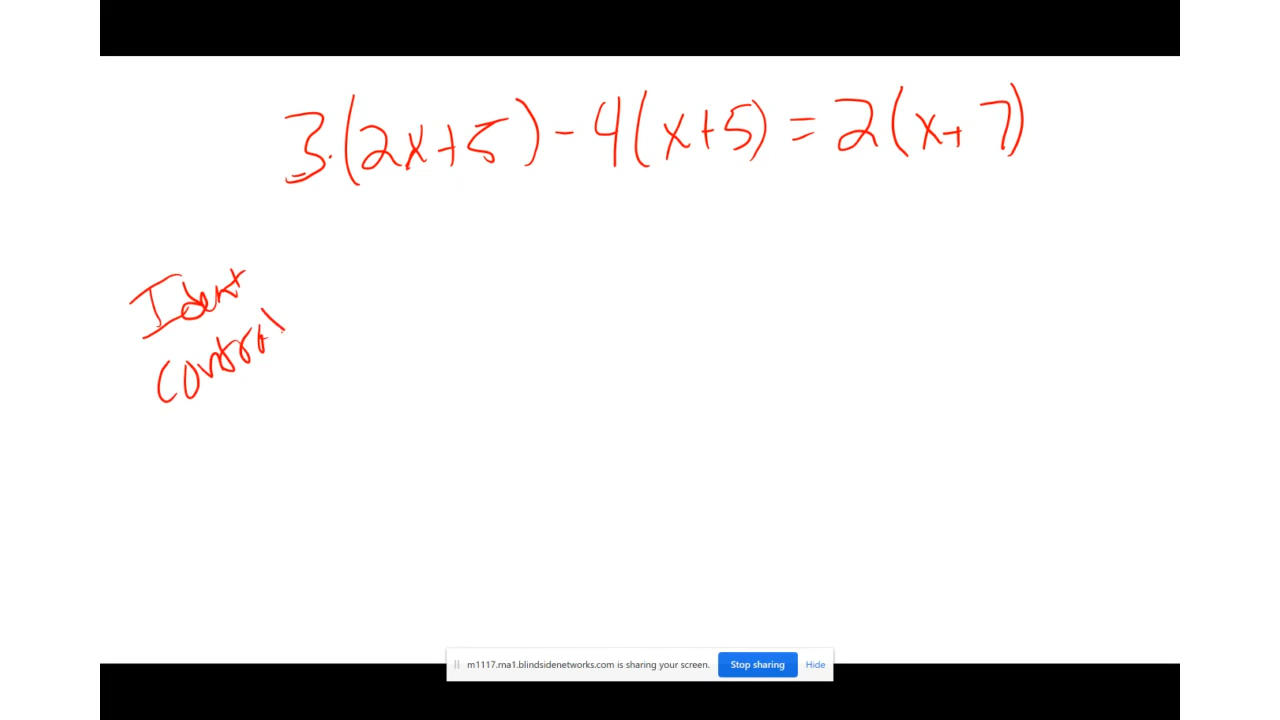 3·(2x+5) - 4(x+5) = 2(x+7)
Ident
Contra
m1117.rna1.blindsidenetworks.com is sharing your screen. Stop sharing Hide